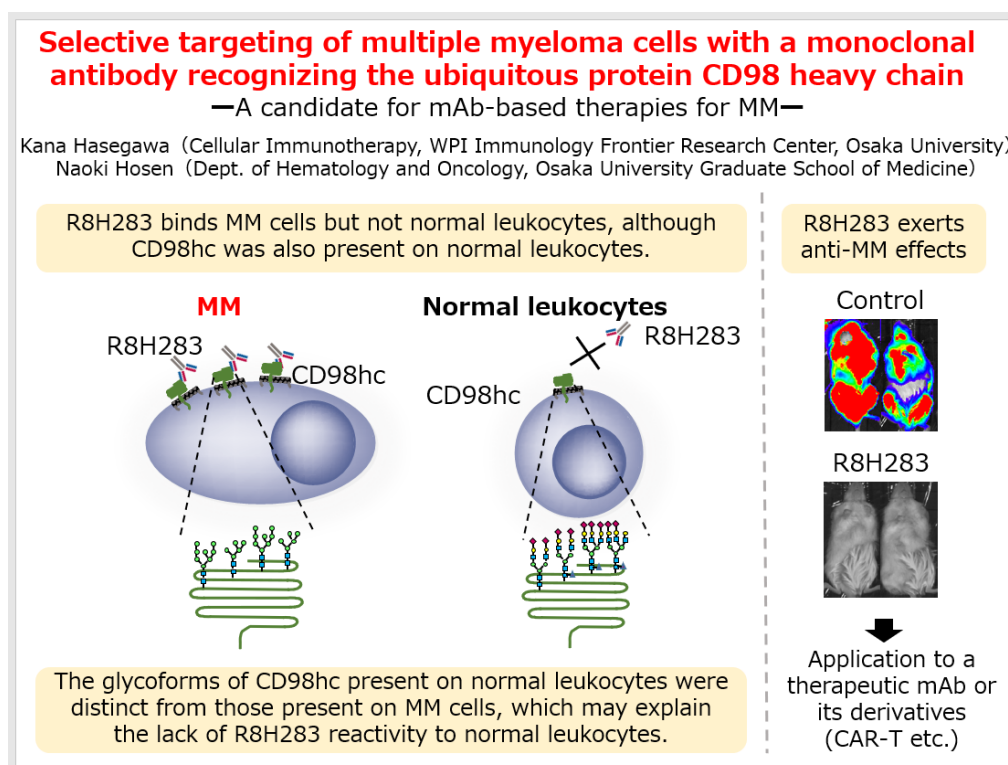 Selective targeting of multiple myeloma cells with a monoclonal
antibody recognizing the ubiquitous protein CD98 heavy chain
—A candidate for mAb-based therapies for MM—
Kana Hasegawa（Cellular Immunotherapy, WPI Immunology Frontier Research Center, Osaka University）
Naoki Hosen（Dept. of Hematology and Oncology, Osaka University Graduate School of Medicine）
R8H283 binds MM cells but not normal leukocytes, although
CD98hc was also present on normal leukocytes.
MM
R8H283
CD98hc
Normal leukocytes
R8H283
CD98hc
The glycoforms of CD98hc present on normal leukocytes were
distinct from those present on MM cells, which may explain
the lack of R8H283 reactivity to normal leukocytes.
R8H283 exerts
anti-MM effects
Control
R8H283
Application to a
therapeutic mAb or
its derivatives
(CAR-T etc.)